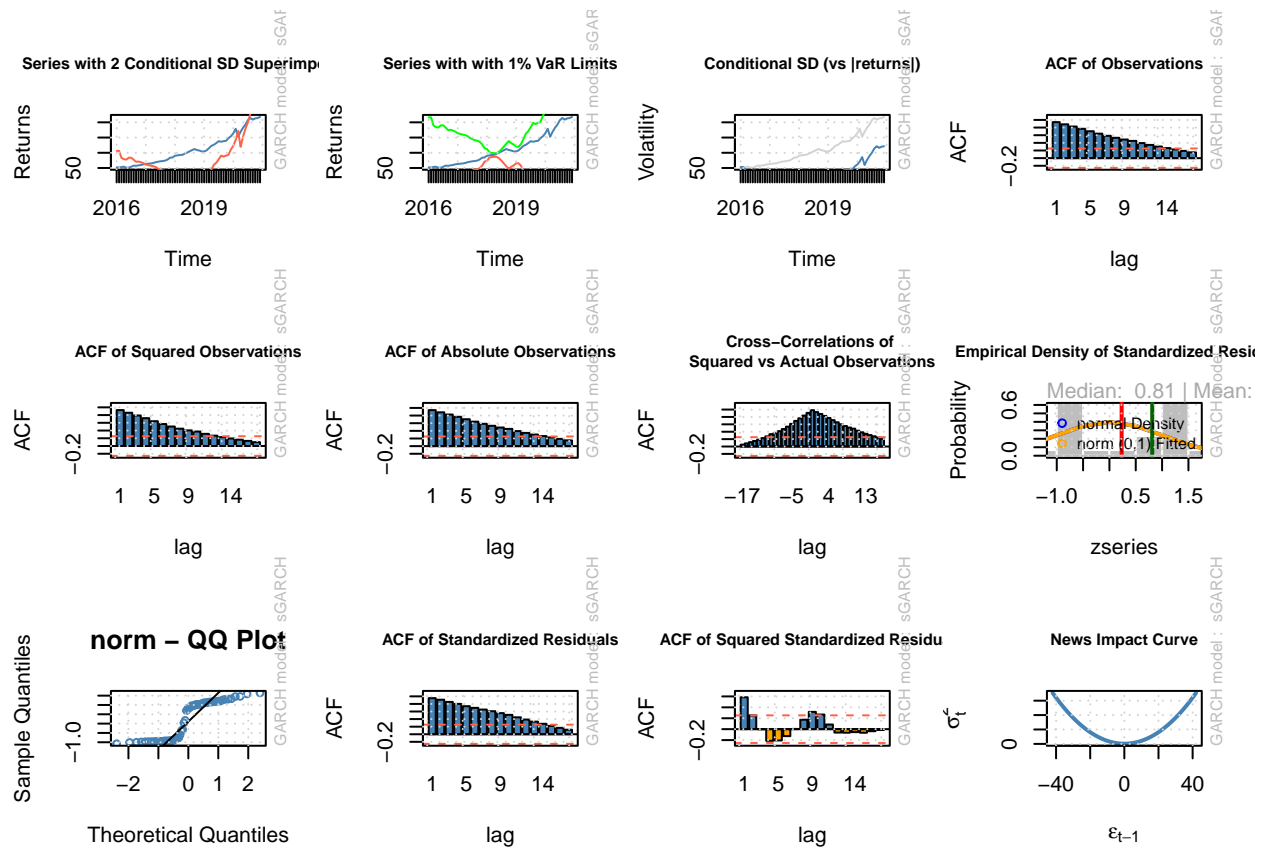 Series with 2 Conditional SD Superimp
Returns
50
2016 2019
Time
GARCH model : sGAR
Series with with 1% VaR Limits
Returns
50
2016 2019
Time
GARCH model : sGAR
Conditional SD (vs |returns|)
Volatility
50
2016 2019
Time
GARCH model : sGAR
ACF of Observations
ACF
−0.2
1 5 9 14
lag
GARCH model : sGAR
ACF of Squared Observations
ACF
−0.2
1 5 9 14
lag
GARCH model : sGARCH
ACF of Absolute Observations
ACF
−0.2
1 5 9 14
lag
GARCH model : sGARCH
Cross−Correlations of
Squared vs Actual Observations
ACF
−0.2
−17 −5 4 13
lag
GARCH model : sGARCH
Empirical Density of Standardized Resid
Median: 0.81 | Mean:
Probability
0.6
0.0
normal Density
norm (0,1) Fitted
−1.0 0.5 1.5
zseries
GARCH model : sGARCH
norm − QQ Plot
Sample Quantiles
−1.0
−2 0 1 2
Theoretical Quantiles
GARCH model : sGARCH
ACF of Standardized Residuals
ACF
−0.2
1 5 9 14
lag
GARCH model : sGARCH
ACF of Squared Standardized Residu
ACF
−0.2
1 5 9 14
lag
GARCH model : sGARCH
News Impact Curve
σt2
0
−40 0 40
εt−1
GARCH model : sGARCH